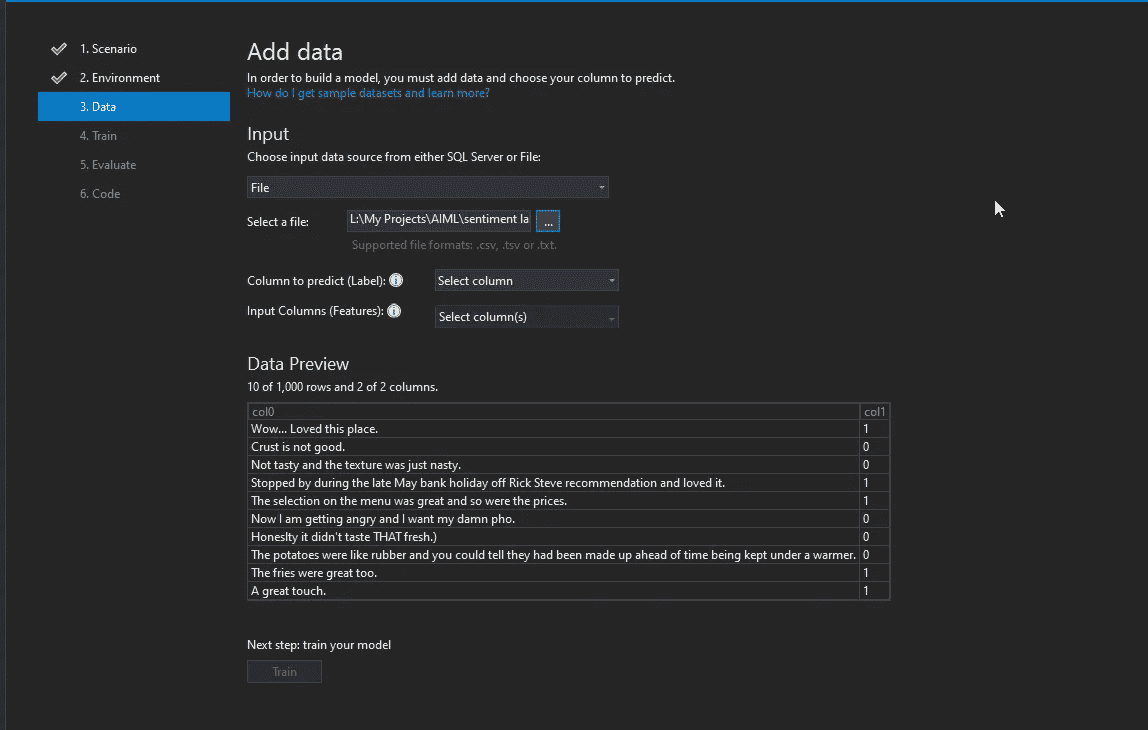 1. Scenario
2. Environment
3. Data
4. Train
5. Evaluate
6. Code
Add data
In order to build a model, you must add data and choose your column to predict.
How do I get sample datasets and learn more?
Input
Choose input data source from either SQL Server or File:
File
Select a file:
L:\My Projects\AIML\sentiment la
...
Supported file formats: .csv, .tsv or .txt.
Column to predict (Label):
Select column
Input Columns (Features):
Select column(s)
Data Preview
10 of 1,000 rows and 2 of 2 columns.
col0 col1
Wow... Loved this place. 1
Crust is not good. 0
Not tasty and the texture was just nasty. 0
Stopped by during the late May bank holiday off Rick Steve recommendation and loved it. 1
The selection on the menu was great and so were the prices. 1
Now I am getting angry and I want my damn pho. 0
Honeslty it didn't taste THAT fresh.) 0
The potatoes were like rubber and you could tell they had been made up ahead of time being kept under a warmer. 0
The fries were great too. 1
A great touch. 1
Next step: train your model
Train